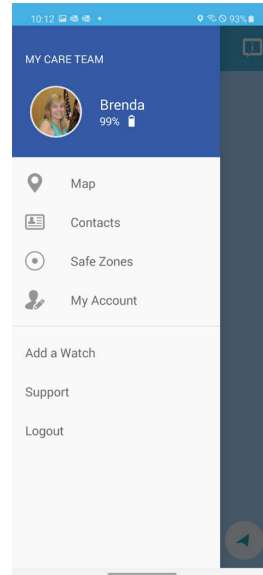 10:12 93%
MY CARE TEAM
Brenda
99%
Map
Contacts
Safe Zones
My Account
Add a Watch
Support
Logout